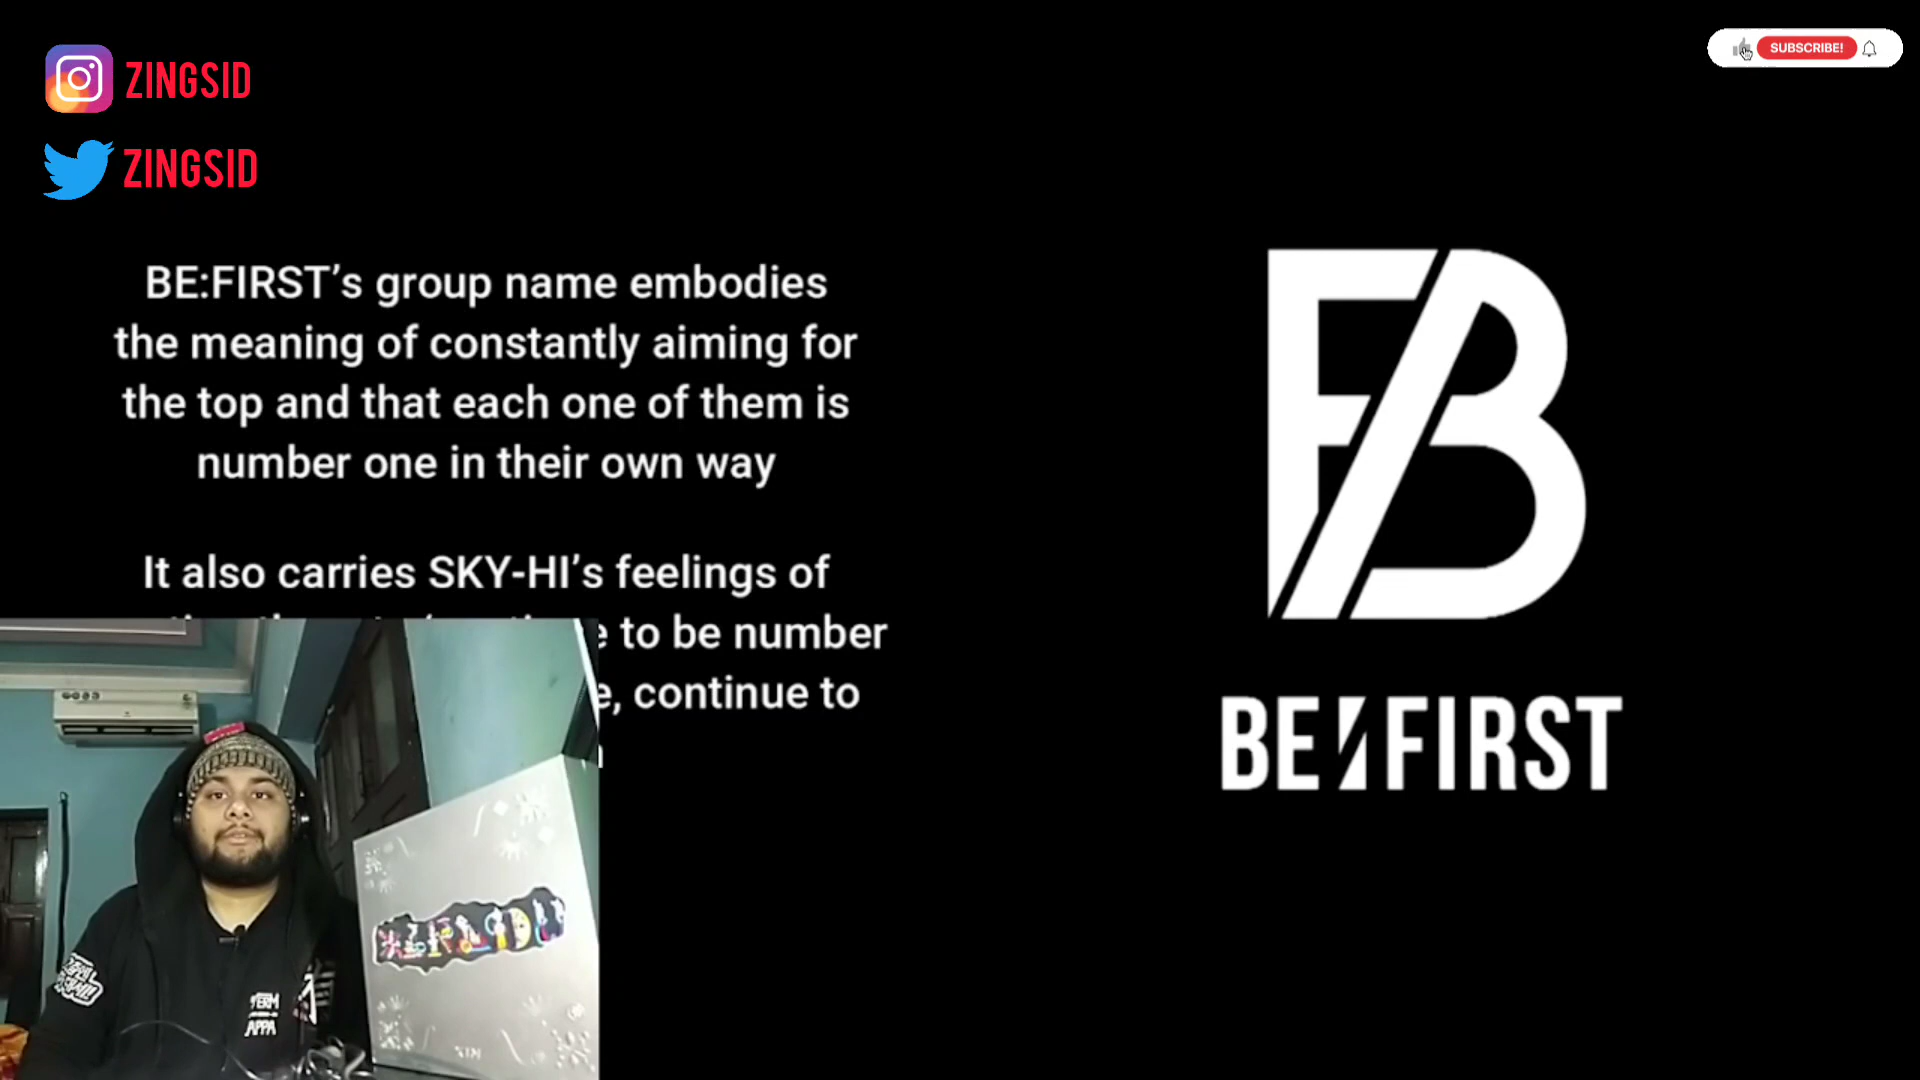 ZINGSID
SUBSCRIBE!
ZINGSID
BE:FIRST’s group name embodies
the meaning of constantly aiming for
the top and that each one of them is
number one in their own way
It also carries SKY-HI’s feelings of
to be number
continue to
FB
BE:FIRST